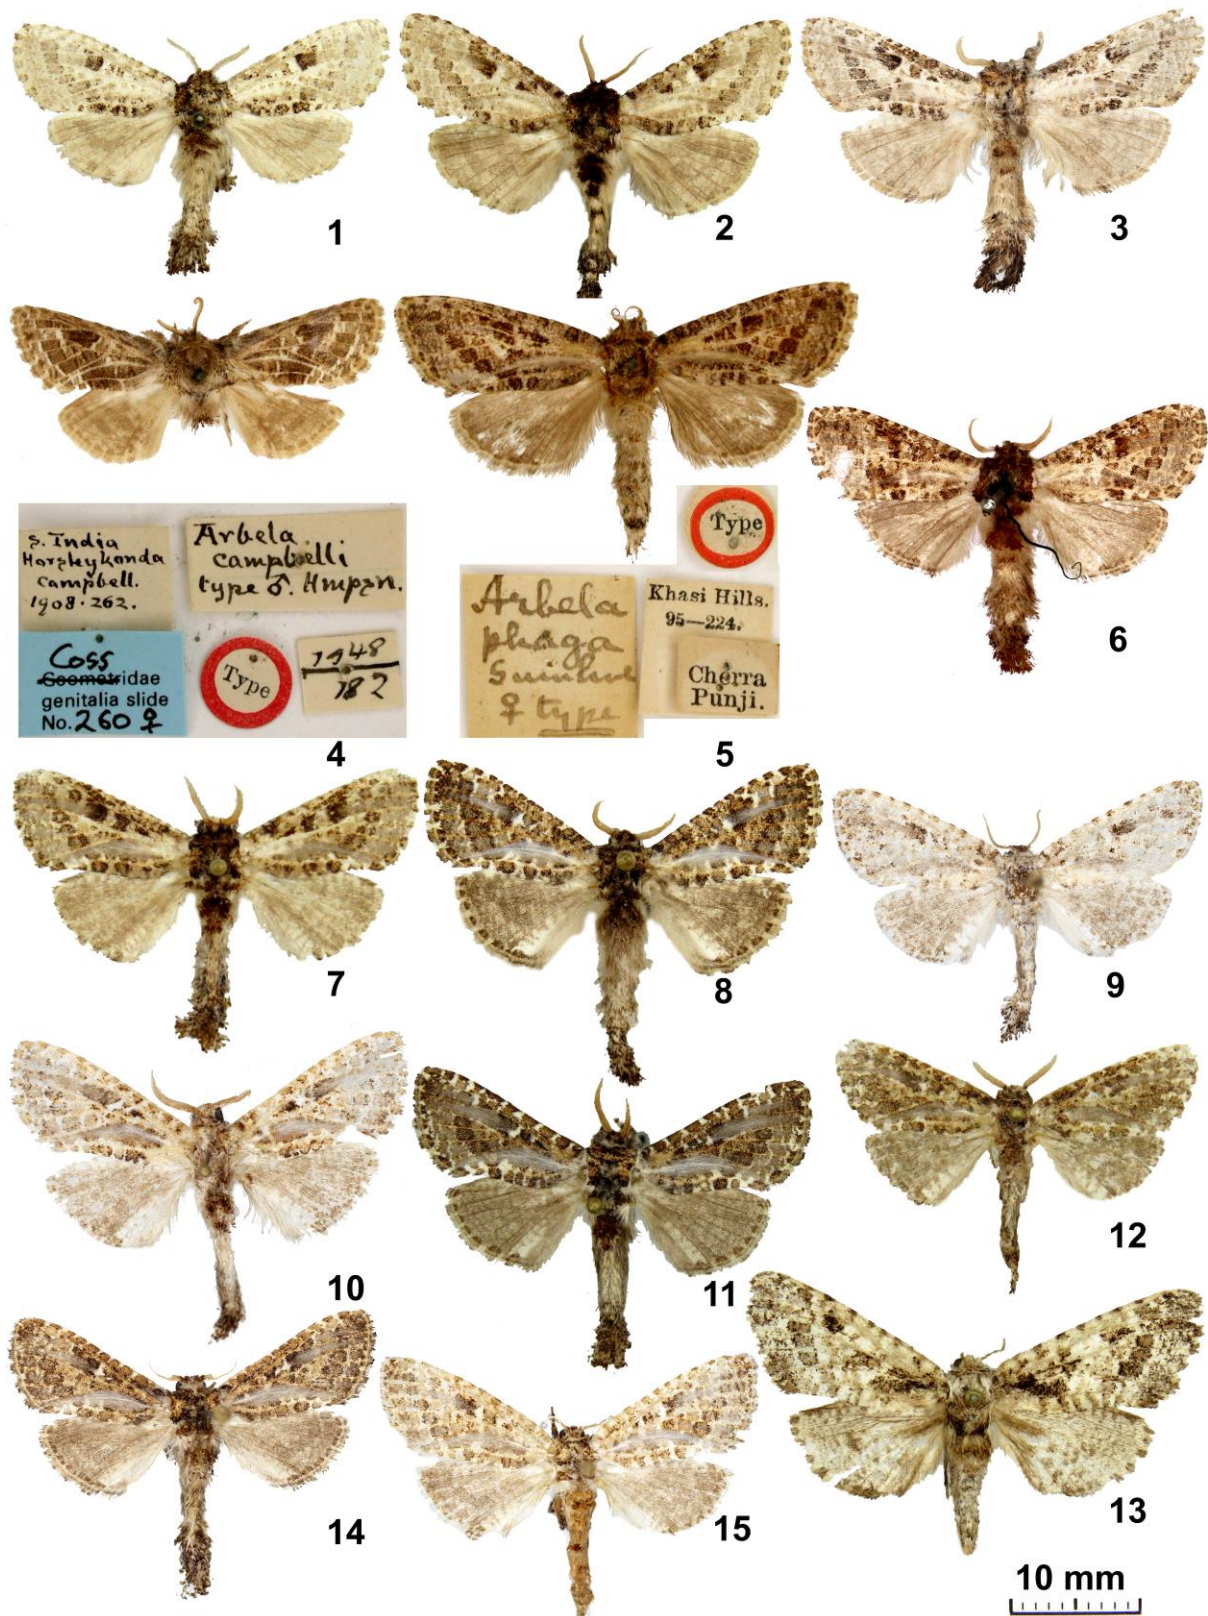 1
2
3
S. India
Horsleykonda
Campbell.
1908·262.
Arbela
campbelli
type ♂. Hmpsn.
Coss
Geometridae
genitalia slide
No. 260 ♀
Type
1948
182
4
Type
Arbela
phaga
Swinhoe
♀ type
Khasi Hills.
95—224.
Cherra
Punji.
5
6
7
8
9
10
11
12
14
15
13
10 mm